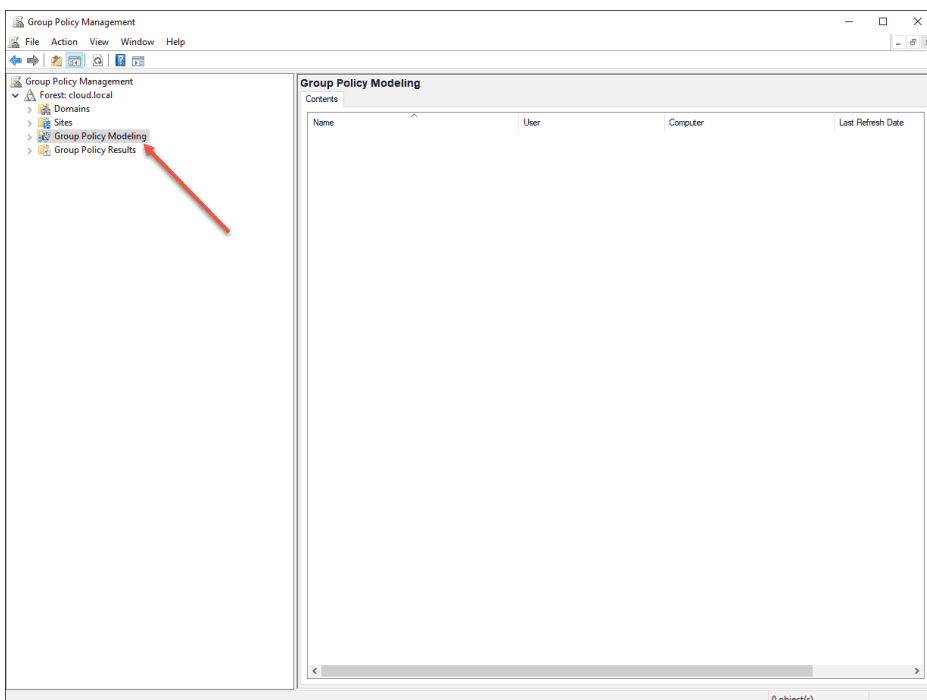 Group Policy Management
File Action View Window Help
Group Policy Management
Forest: cloud.local
Domains
Sites
Group Policy Modeling
Group Policy Results
Group Policy Modeling
Contents
Name User Computer Last Refresh Date
0 object(s)